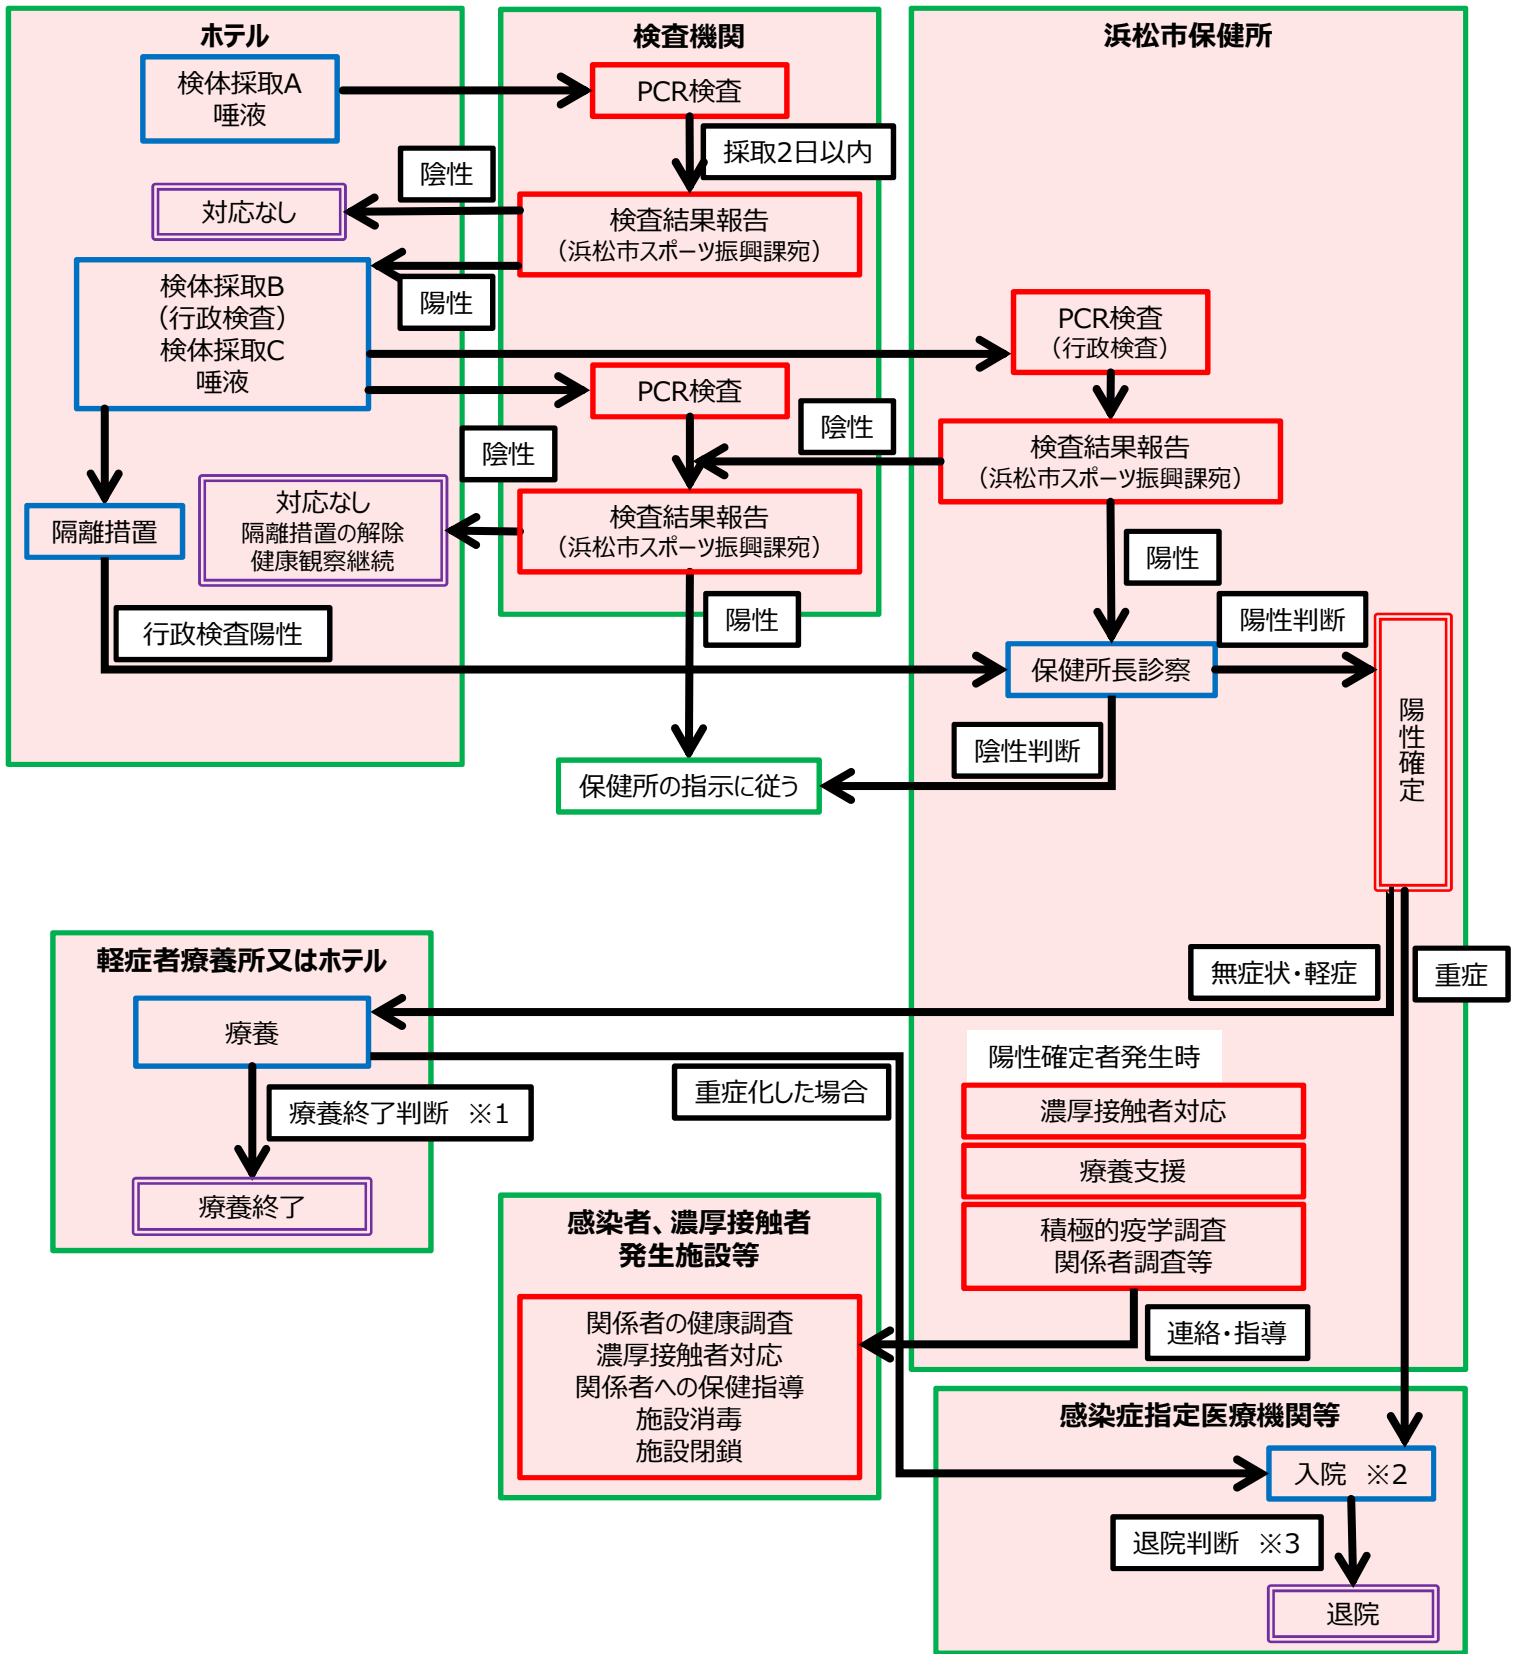 ホテル
検体採取A
唾液
対応なし
検体採取B
（行政検査）
検体採取C
唾液
隔離措置
対応なし
隔離措置の解除
健康観察継続
行政検査陽性
検査機関
PCR検査
採取2日以内
陰性
検査結果報告
（浜松市スポーツ振興課宛）
陽性
PCR検査
陰性
陰性
検査結果報告
（浜松市スポーツ振興課宛）
陽性
保健所の指示に従う
浜松市保健所
PCR検査
（行政検査）
検査結果報告
（浜松市スポーツ振興課宛）
陽性
陽性判断
保健所長診察
陰性判断
陽性確定
無症状・軽症
重症
陽性確定者発生時
濃厚接触者対応
療養支援
積極的疫学調査
関係者調査等
連絡・指導
軽症者療養所又はホテル
療養
療養終了判断　※1
療養終了
重症化した場合
感染者、濃厚接触者
発生施設等
関係者の健康調査
濃厚接触者対応
関係者への保健指導
施設消毒
施設閉鎖
感染症指定医療機関等
入院　※2
退院判断　※3
退院